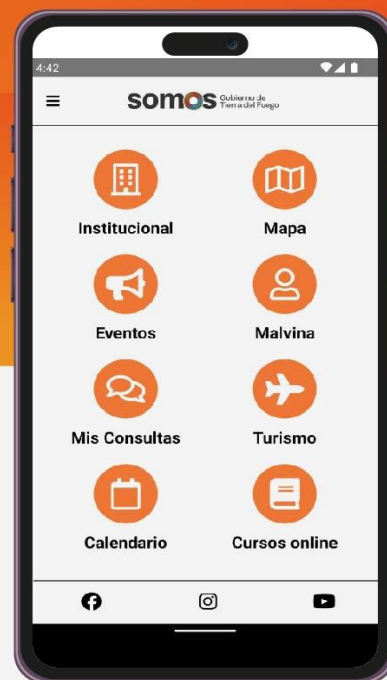 4:42
somos Gobierno de
Tierra del Fuego
Institucional Mapa
Eventos Malvina
Mis Consultas Turismo
Calendario Cursos online